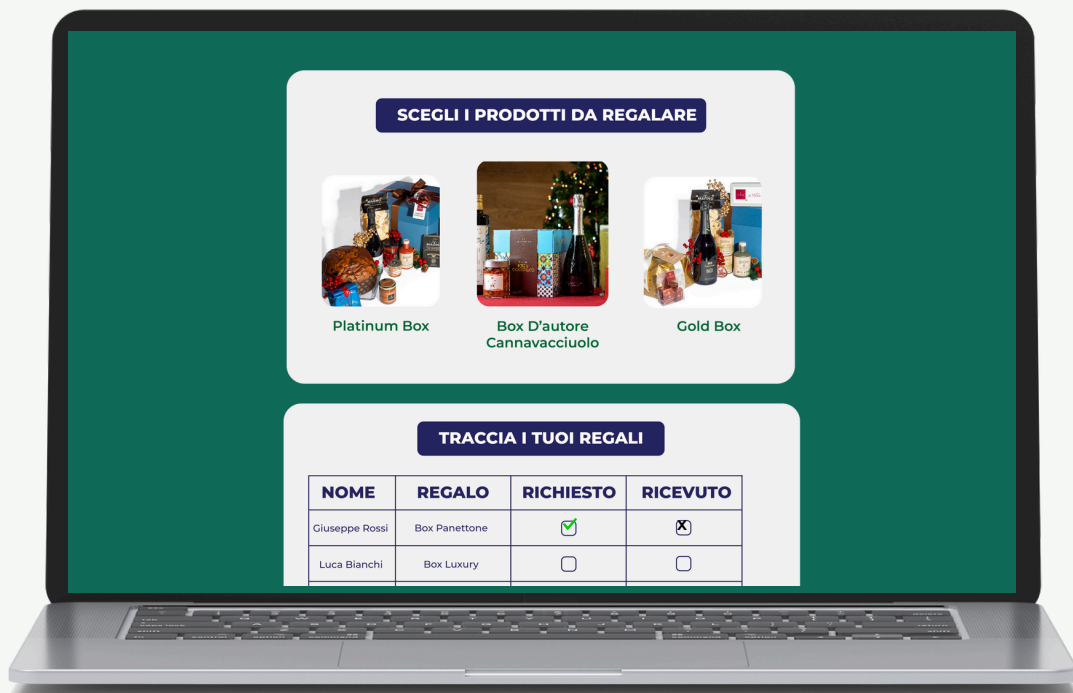 SCEGLI I PRODOTTI DA REGALARE
Platinum Box
Box D’autore
Cannavacciuolo
Gold Box
TRACCIA I TUOI REGALI
NOME REGALO RICHIESTO RICEVUTO
Giuseppe Rossi Box Panettone
Luca Bianchi Box Luxury